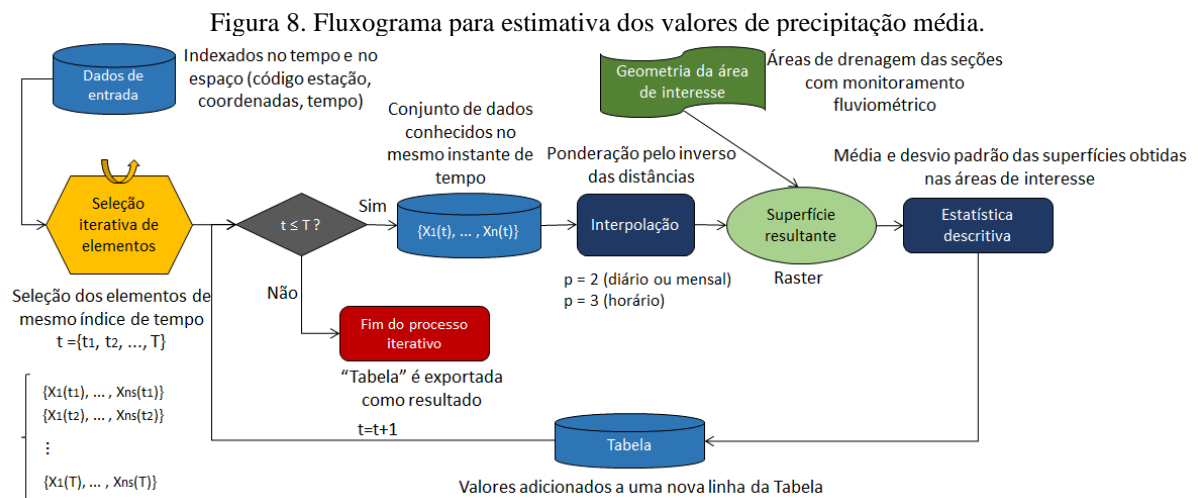 Figura 8. Fluxograma para estimativa dos valores de precipitação média.
Dados de
entrada
Indexados no tempo e no
espaço (código estação,
coordenadas, tempo)
Geometria da área
de interesse
Áreas de drenagem das seções
com monitoramento
fluviométrico
Seleção
iterativa de
elementos
Seleção dos elementos de
mesmo índice de tempo
t ={t1, t2, ..., T}
{X1(t1), ... , Xns(t1)}
{X1(t2), ... , Xns(t2)}
⋮
{X1(T), ... , Xns(T)}
t ≤ T ?
Sim
Não
Conjunto de dados
conhecidos no
mesmo instante de
tempo
{X1(t), ... , Xn(t)}
Ponderação pelo inverso
das distâncias
Interpolação
p = 2 (diário ou mensal)
p = 3 (horário)
Superfície
resultante
Raster
Média e desvio padrão das superfícies obtidas
nas áreas de interesse
Estatística
descritiva
Fim do processo
iterativo
“Tabela” é exportada
como resultado
t=t+1
Tabela
Valores adicionados a uma nova linha da Tabela